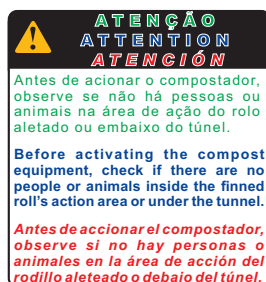 ATENÇÃO
ATTENTION
ATENCIÓN
Antes de acionar o compostador,
observe se não há pessoas ou
animais na área de ação do rolo
aletado ou embaixo do túnel.
Before activating the compost
equipment, check if there are no
people or animals inside the finned
roll's action area or under the tunnel.
Antes de accionar el compostador,
observe si no hay personas o
animales en la área de acción del
rodillo aleteado o debajo del túnel.